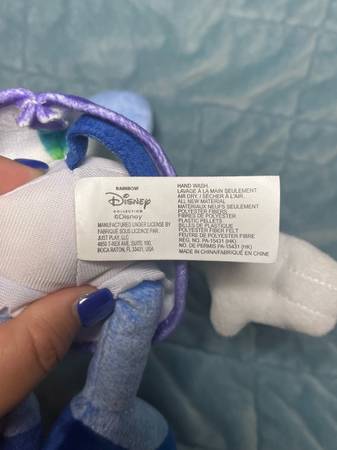 RAINBOW
Disney
COLLECTION
©Disney
MANUFACTURED UNDER LICENSE BY
FABRIQUÉ SOUS LICENCE PAR
JUST PLAY, LLC
4850 T-REX AVE, SUITE 100,
BOCA RATON, FL 33431, USA
HAND WASH.
LAVAGE À LA MAIN SEULEMENT
AIR DRY. / SÉCHER À L'AIR.
ALL NEW MATERIAL
MATÉRIAUX NEUFS SEULEMENT
POLYESTER FIBERS
FIBRES DE POLYESTER
PLASTIC PELLETS
BILLES DE PLASTIQUE
POLYESTER FIBER FELT
FEUTRE DE POLYESTER FIBRE
REG. NO. PA-15431 (HK)
NO. DE PERMIS PA-15431 (HK)
MADE IN CHINA/FABRIQUÉ EN CHINE